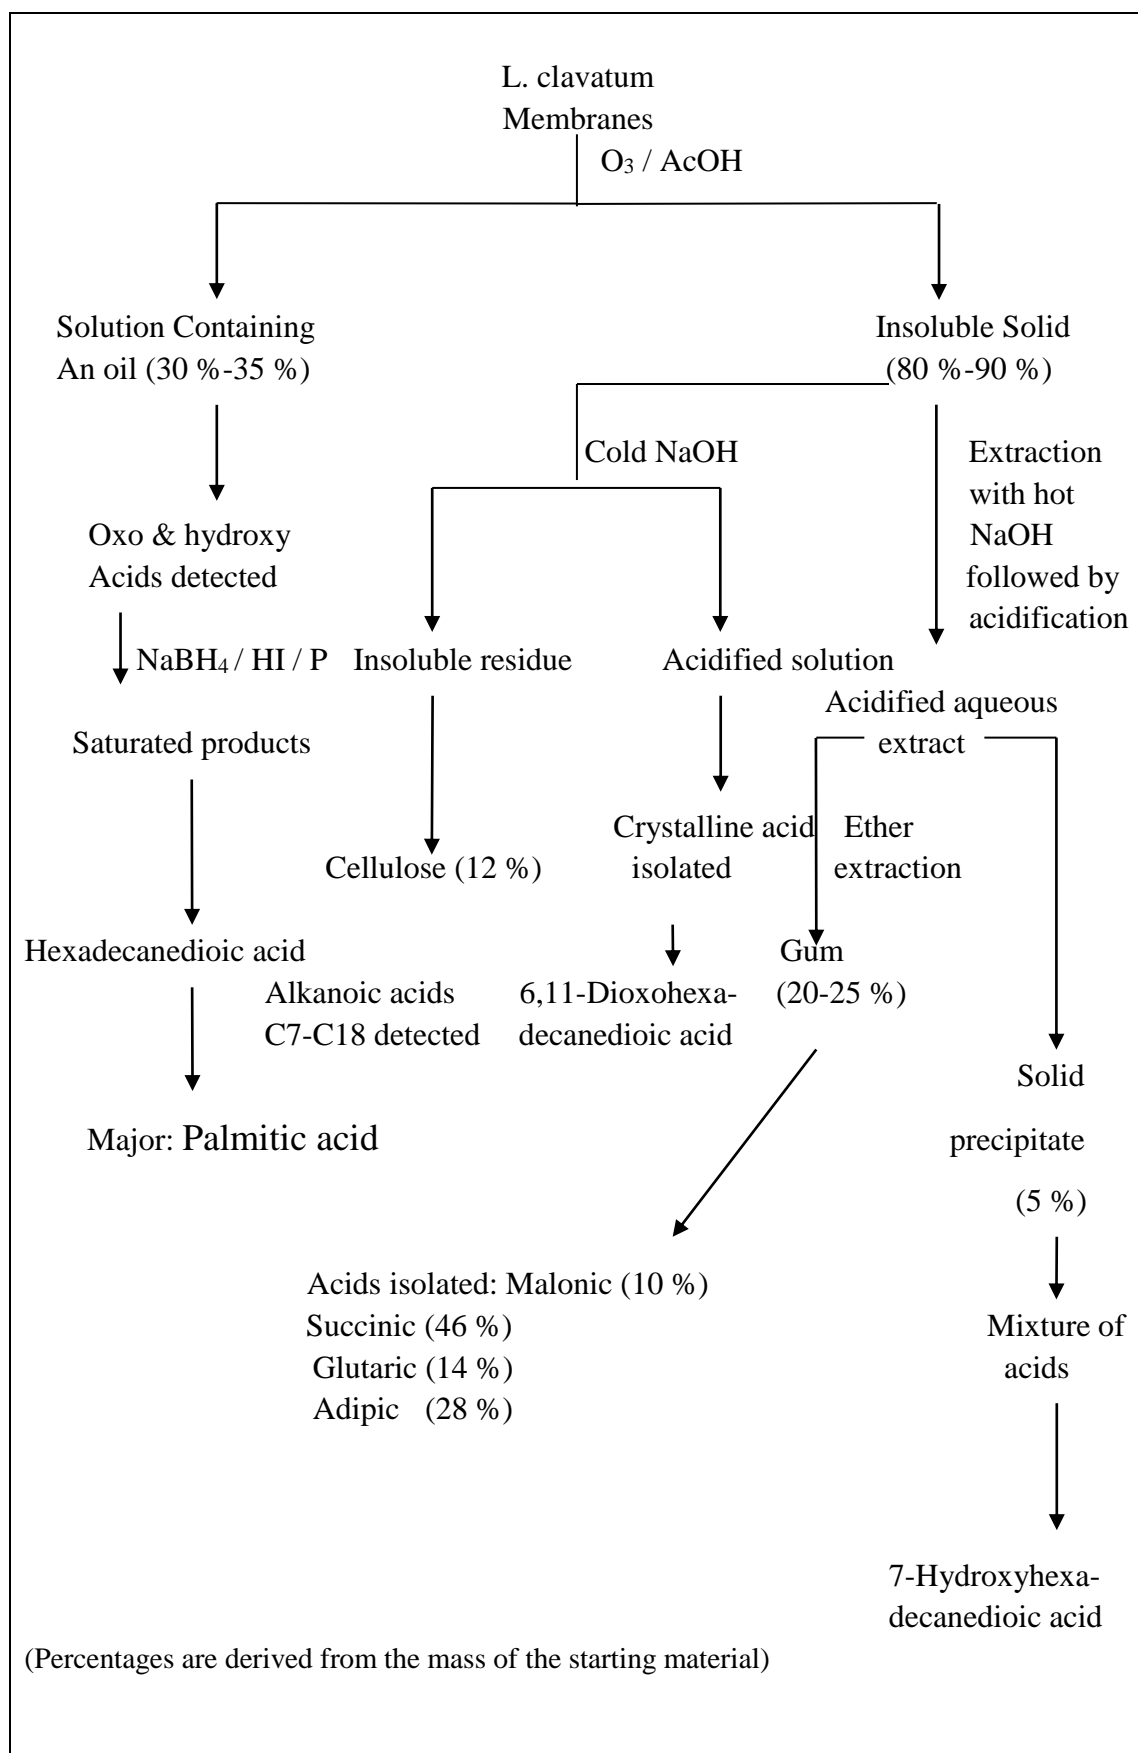 L. clavatum
Membranes
O₃ / AcOH
Solution Containing
An oil (30 %-35 %)
Insoluble Solid
(80 %-90 %)
Cold NaOH
Extraction
with hot
NaOH
followed by
acidification
Oxo & hydroxy
Acids detected
NaBH₄ / HI / P
Insoluble residue
Acidified solution
Acidified aqueous
extract
Saturated products
Crystalline acid
isolated
Ether
extraction
Cellulose (12 %)
Hexadecanedioic acid
Alkanoic acids
C7-C18 detected
6,11-Dioxohexa-
decanedioic acid
Gum
(20-25 %)
Solid
precipitate
(5 %)
Major: Palmitic acid
Acids isolated: Malonic (10 %)
Succinic (46 %)
Glutaric (14 %)
Adipic (28 %)
Mixture of
acids
7-Hydroxyhexa-
decanedioic acid
(Percentages are derived from the mass of the starting material)